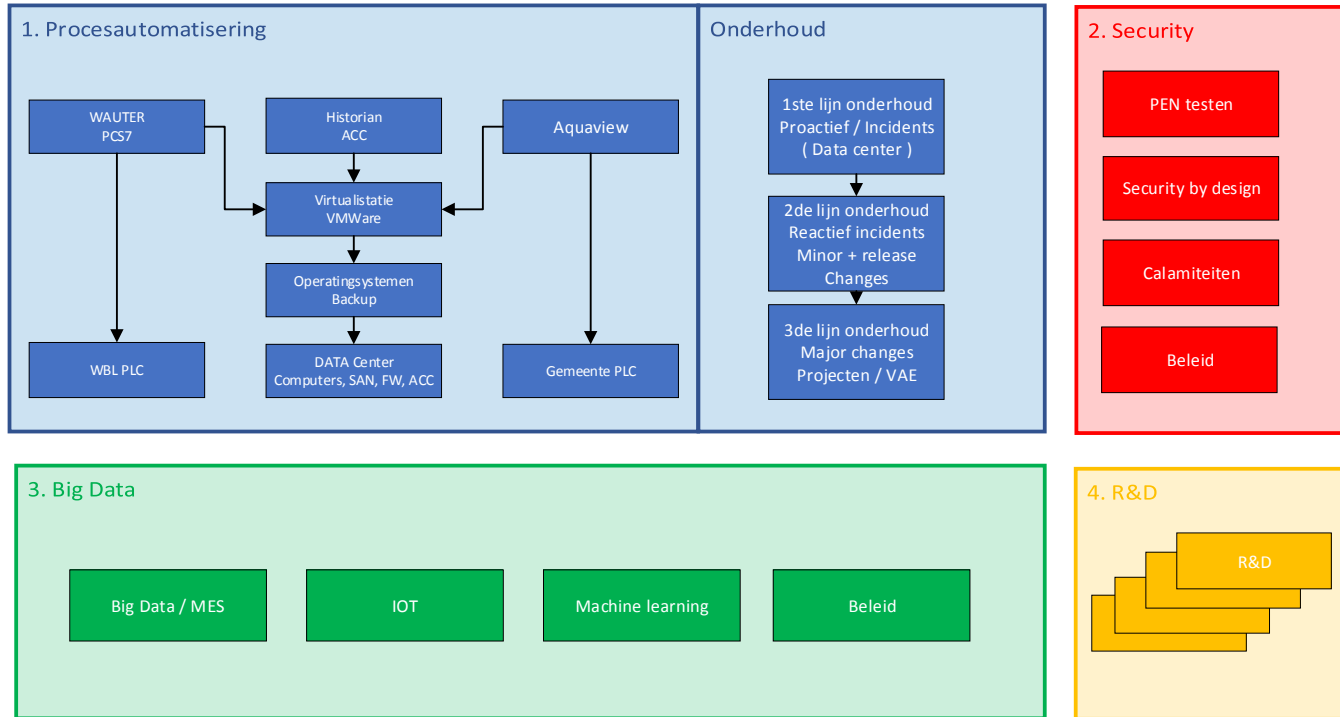 1. Procesautomatisering
WAUTER
PCS7
Historian
ACC
Aquaview
Virtualistatie
VMWare
Operatingsystemen
Backup
WBL PLC
DATA Center
Computers, SAN, FW, ACC
Gemeente PLC
Onderhoud
1ste lijn onderhoud
Proactief / Incidents
( Data center )
2de lijn onderhoud
Reactief incidents
Minor + release
Changes
3de lijn onderhoud
Major changes
Projecten / VAE
2. Security
PEN testen
Security by design
Calamiteiten
Beleid
3. Big Data
Big Data / MES
IOT
Machine learning
Beleid
4. R&D
R&D